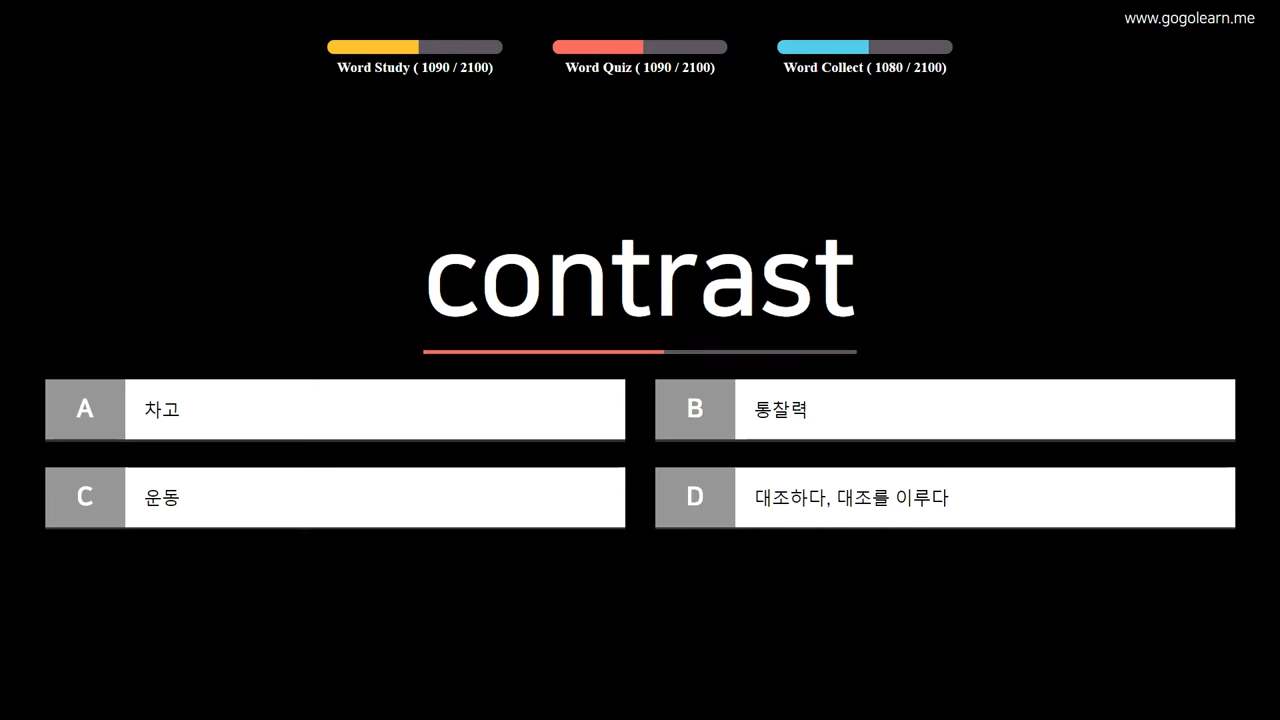 www.gogolearn.me
Word Study ( 1090 / 2100)
Word Quiz ( 1090 / 2100)
Word Collect ( 1080 / 2100)
contrast
A 차고
B 통찰력
C 운동
D 대조하다, 대조를 이루다